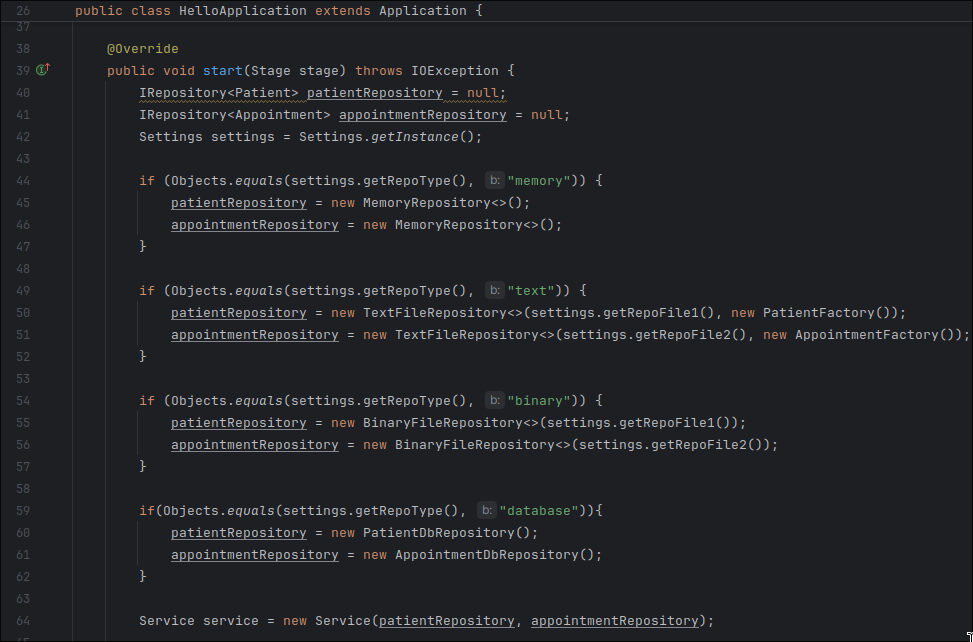 26 public class HelloApplication extends Application {
37
38 @Override
39 public void start(Stage stage) throws IOException {
40 IRepository<Patient> patientRepository = null;
41 IRepository<Appointment> appointmentRepository = null;
42 Settings settings = Settings.getInstance();
43
44 if (Objects.equals(settings.getRepoType(), b: "memory")) {
45 patientRepository = new MemoryRepository<>();
46 appointmentRepository = new MemoryRepository<>();
47 }
48
49 if (Objects.equals(settings.getRepoType(), b: "text")) {
50 patientRepository = new TextFileRepository<>(settings.getRepoFile1(), new PatientFactory());
51 appointmentRepository = new TextFileRepository<>(settings.getRepoFile2(), new AppointmentFactory());
52 }
53
54 if (Objects.equals(settings.getRepoType(), b: "binary")) {
55 patientRepository = new BinaryFileRepository<>(settings.getRepoFile1());
56 appointmentRepository = new BinaryFileRepository<>(settings.getRepoFile2());
57 }
58
59 if(Objects.equals(settings.getRepoType(), b: "database")){
60 patientRepository = new PatientDbRepository();
61 appointmentRepository = new AppointmentDbRepository();
62 }
63
64 Service service = new Service(patientRepository, appointmentRepository);